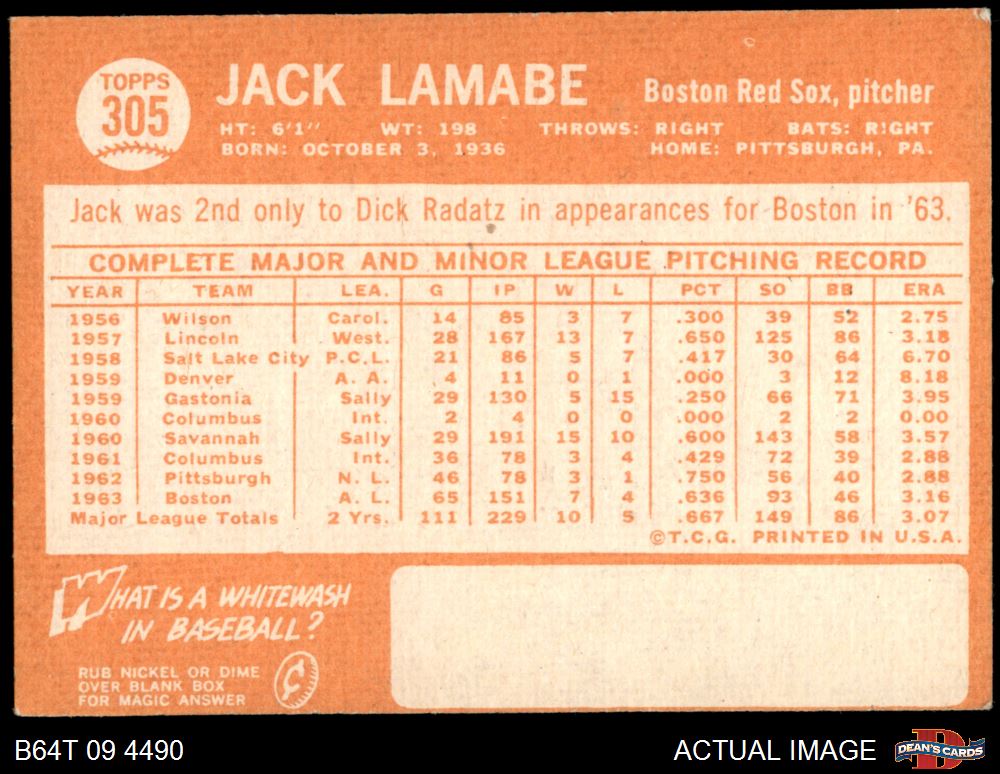 TOPPS
305
JACK LAMABE
Boston Red Sox, pitcher
HT: 6'1" WT: 198 THROWS: RIGHT BATS: RIGHT
BORN: OCTOBER 3, 1936 HOME: PITTSBURGH, PA.
Jack was 2nd only to Dick Radatz in appearances for Boston in '63.
COMPLETE MAJOR AND MINOR LEAGUE PITCHING RECORD
YEAR TEAM LEA. G IP W L PCT SO BB ERA
1956 Wilson Carol. 14 85 3 7 .300 39 52 2.75
1957 Lincoln West. 28 167 13 7 .650 125 86 3.18
1958 Salt Lake City P.C.L. 21 86 5 7 .417 30 64 6.70
1959 Denver A. A. 4 11 0 1 .000 3 12 8.18
1959 Gastonia Sally 29 130 5 15 .250 66 71 3.95
1960 Columbus Int. 2 4 0 0 .000 2 2 0.00
1960 Savannah Sally 29 191 15 10 .600 143 58 3.57
1961 Columbus Int. 36 78 3 4 .429 72 39 2.88
1962 Pittsburgh N. L. 46 78 3 1 .750 56 40 2.88
1963 Boston A. L. 65 151 7 4 .636 93 46 3.16
Major League Totals 2 Yrs. 111 229 10 5 .667 149 86 3.07
©T.C.G. PRINTED IN U.S.A.
WHAT IS A WHITEWASH
IN BASEBALL?
RUB NICKEL OR DIME
OVER BLANK BOX
FOR MAGIC ANSWER
B64T 09 4490
ACTUAL IMAGE
DEAN'S CARDS